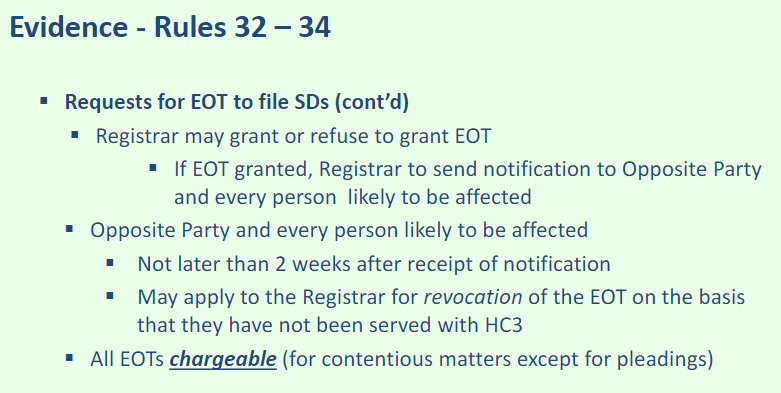 Evidence - Rules 32 – 34
▪ Requests for EOT to file SDs (cont’d)
▪ Registrar may grant or refuse to grant EOT
▪ If EOT granted, Registrar to send notification to Opposite Party
and every person likely to be affected
▪ Opposite Party and every person likely to be affected
▪ Not later than 2 weeks after receipt of notification
▪ May apply to the Registrar for revocation of the EOT on the basis
that they have not been served with HC3
▪ All EOTs chargeable (for contentious matters except for pleadings)